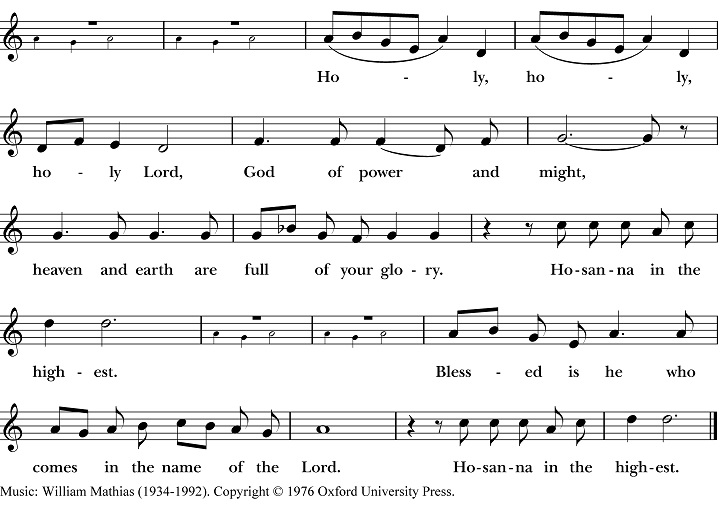 Ho - ly, ho - ly,
ho - ly Lord, God of power and might,
heaven and earth are full of your glo - ry. Ho-san-na in the
high - est. Bless - ed is he who
comes in the name of the Lord. Ho-san-na in the high-est.
Music: William Mathias (1934-1992). Copyright © 1976 Oxford University Press.